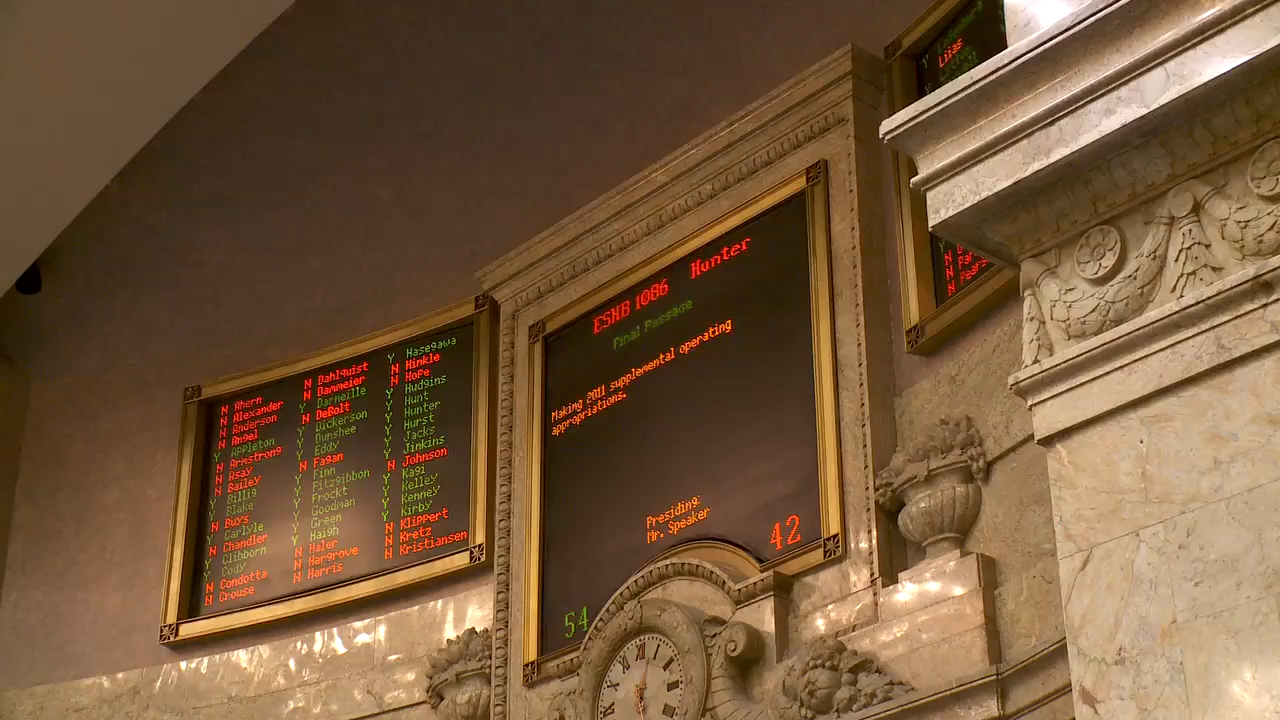 N Ahern
N Alexander
N Anderson
N Angel
Y Appleton
N Armstrong
N Asay
N Bailey
Y Billig
Y Blake
N Buys
Y Carlyle
N Chandler
Y Clibborn
Y Cody
N Condotta
N Crouse
N Dahlquist
N Dammeier
Y Darneille
N DeBolt
Y Dickerson
Y Dunshee
Y Eddy
N Fagan
Y Finn
Y Fitzgibbon
Y Frockt
Y Goodman
Y Green
Y Haigh
N Haler
N Hargrove
N Harris
Y Hasegawa
N Hinkle
N Hope
Y Hudgins
Y Hunt
Y Hunter
Y Hurst
Y Jacks
Y Jinkins
N Johnson
Y Kagi
Y Kelley
Y Kenney
Y Kirby
N Klippert
N Kretz
N Kristiansen
ESHB 1086 Hunter
Final Passage
Making 2011 supplemental operating
appropriations.
Presiding:
Mr. Speaker
54
42
Liias